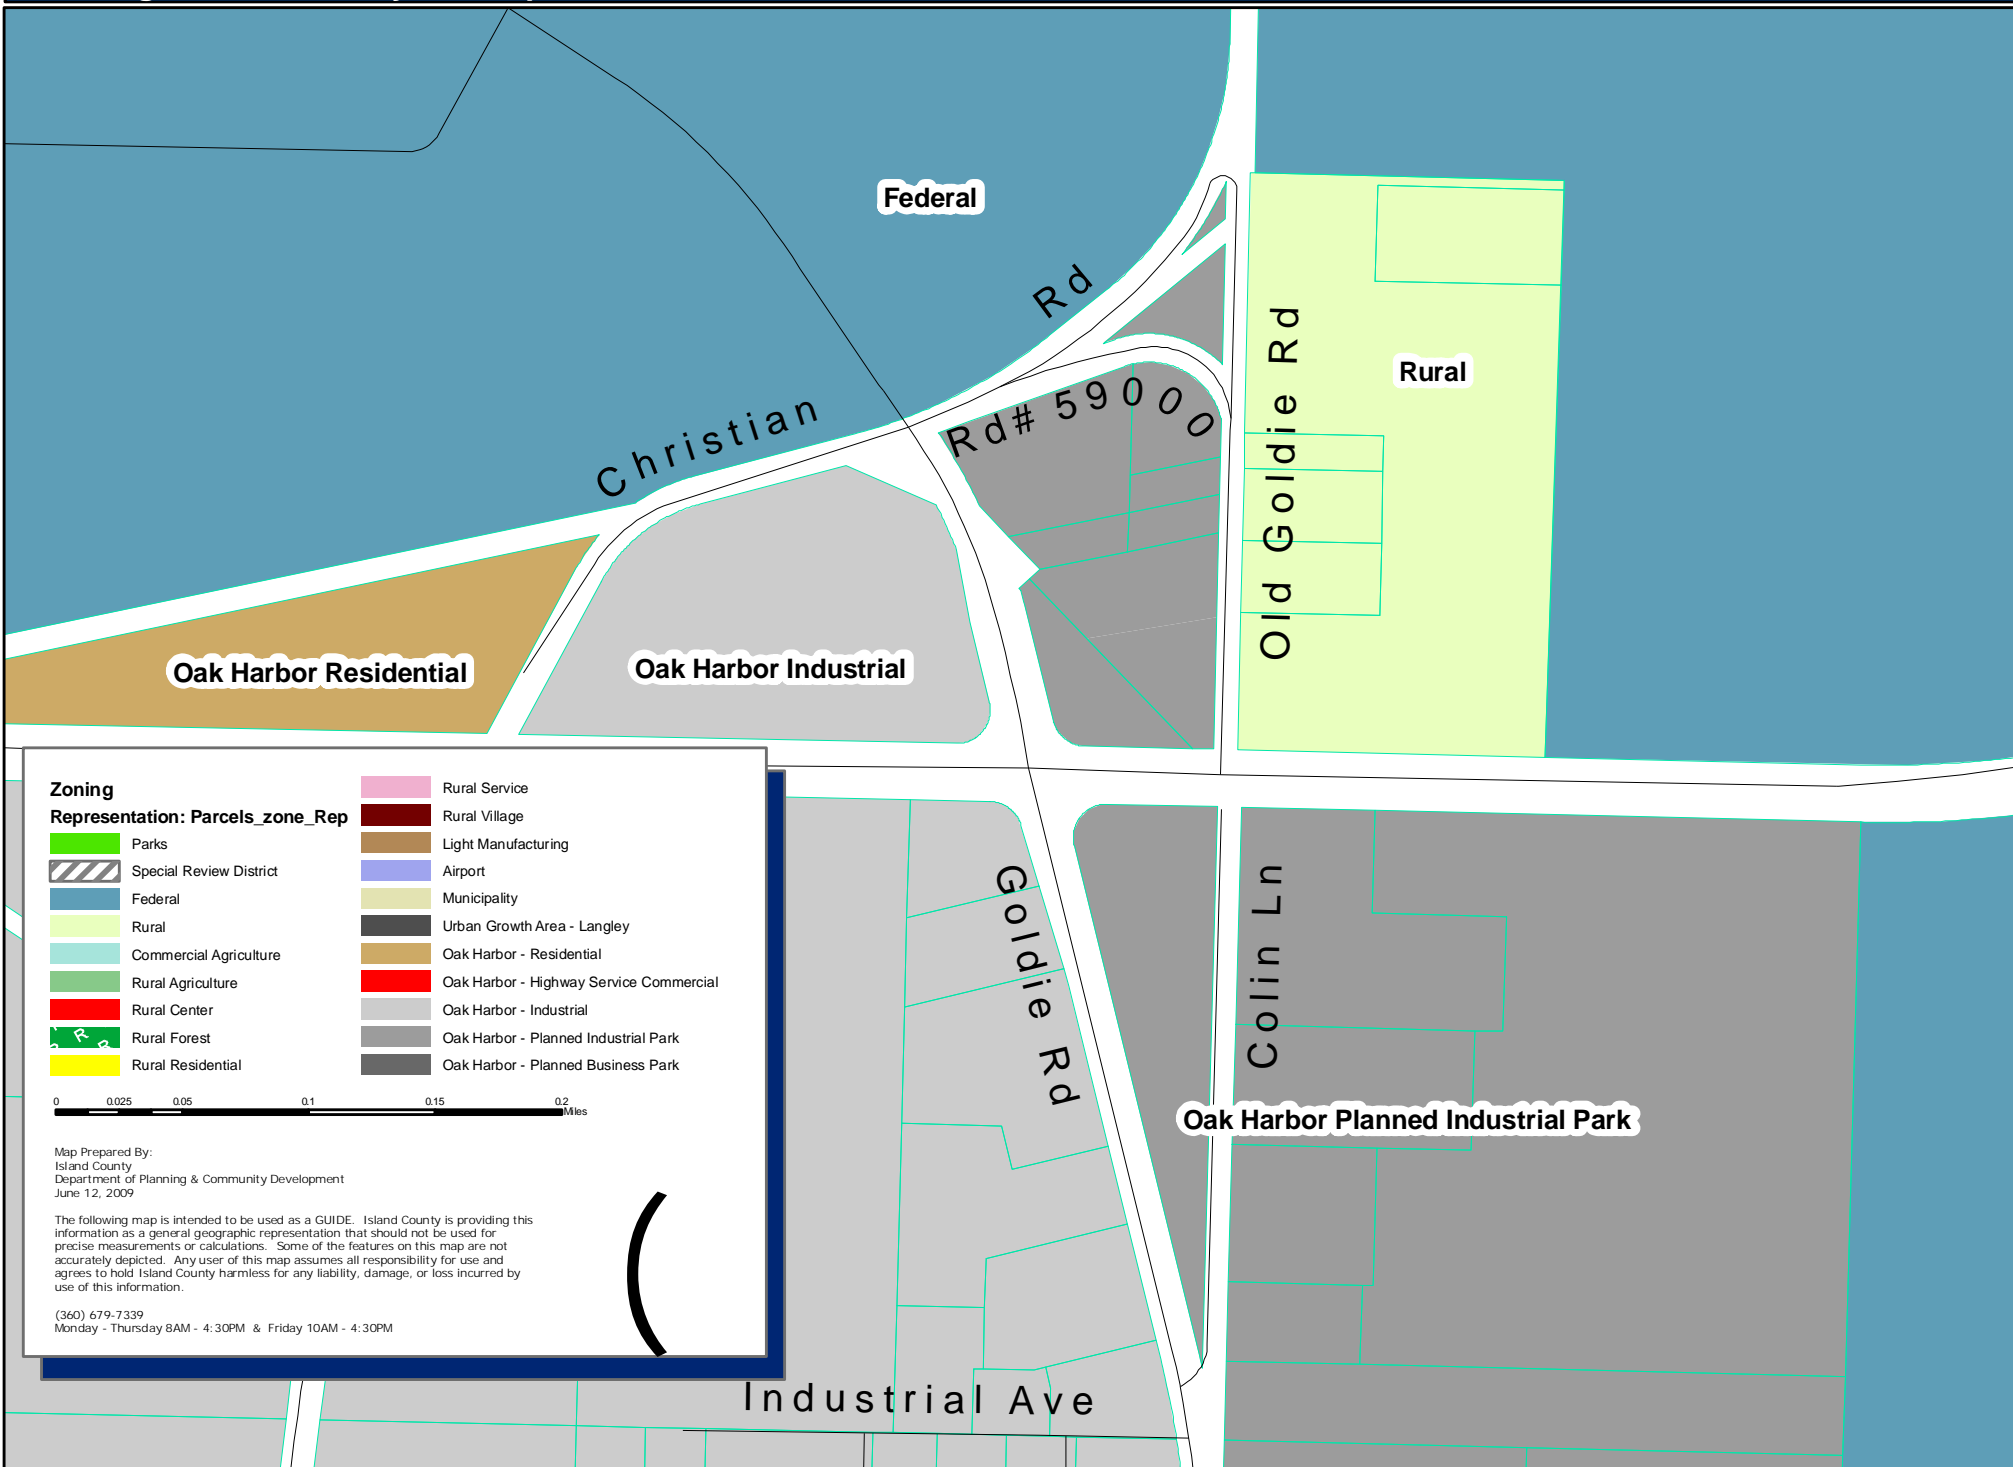 Federal
Christian Rd
Rd# 59000
Old Goldie Rd
Rural
Oak Harbor Residential
Oak Harbor Industrial
Goldie Rd
Colin Ln
Oak Harbor Planned Industrial Park
Industrial Ave
Zoning
Representation: Parcels_zone_Rep
Parks
Special Review District
Federal
Rural
Commercial Agriculture
Rural Agriculture
Rural Center
R R R
Rural Forest
Rural Residential
Rural Service
Rural Village
Light Manufacturing
Airport
Municipality
Urban Growth Area - Langley
Oak Harbor - Residential
Oak Harbor - Highway Service Commercial
Oak Harbor - Industrial
Oak Harbor - Planned Industrial Park
Oak Harbor - Planned Business Park
0 0.025 0.05 0.1 0.15 0.2
Miles
Map Prepared By:
Island County
Department of Planning & Community Development
June 12, 2009
The following map is intended to be used as a GUIDE. Island County is providing this
information as a general geographic representation that should not be used for
precise measurements or calculations. Some of the features on this map are not
accurately depicted. Any user of this map assumes all responsibility for use and
agrees to hold Island County harmless for any liability, damage, or loss incurred by
use of this information.
(360) 679-7339
Monday - Thursday 8AM - 4:30PM & Friday 10AM - 4:30PM